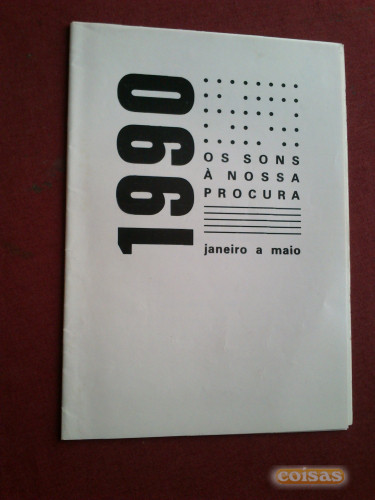 1990
OS SONS
À NOSSA
PROCURA
janeiro a maio
coisas